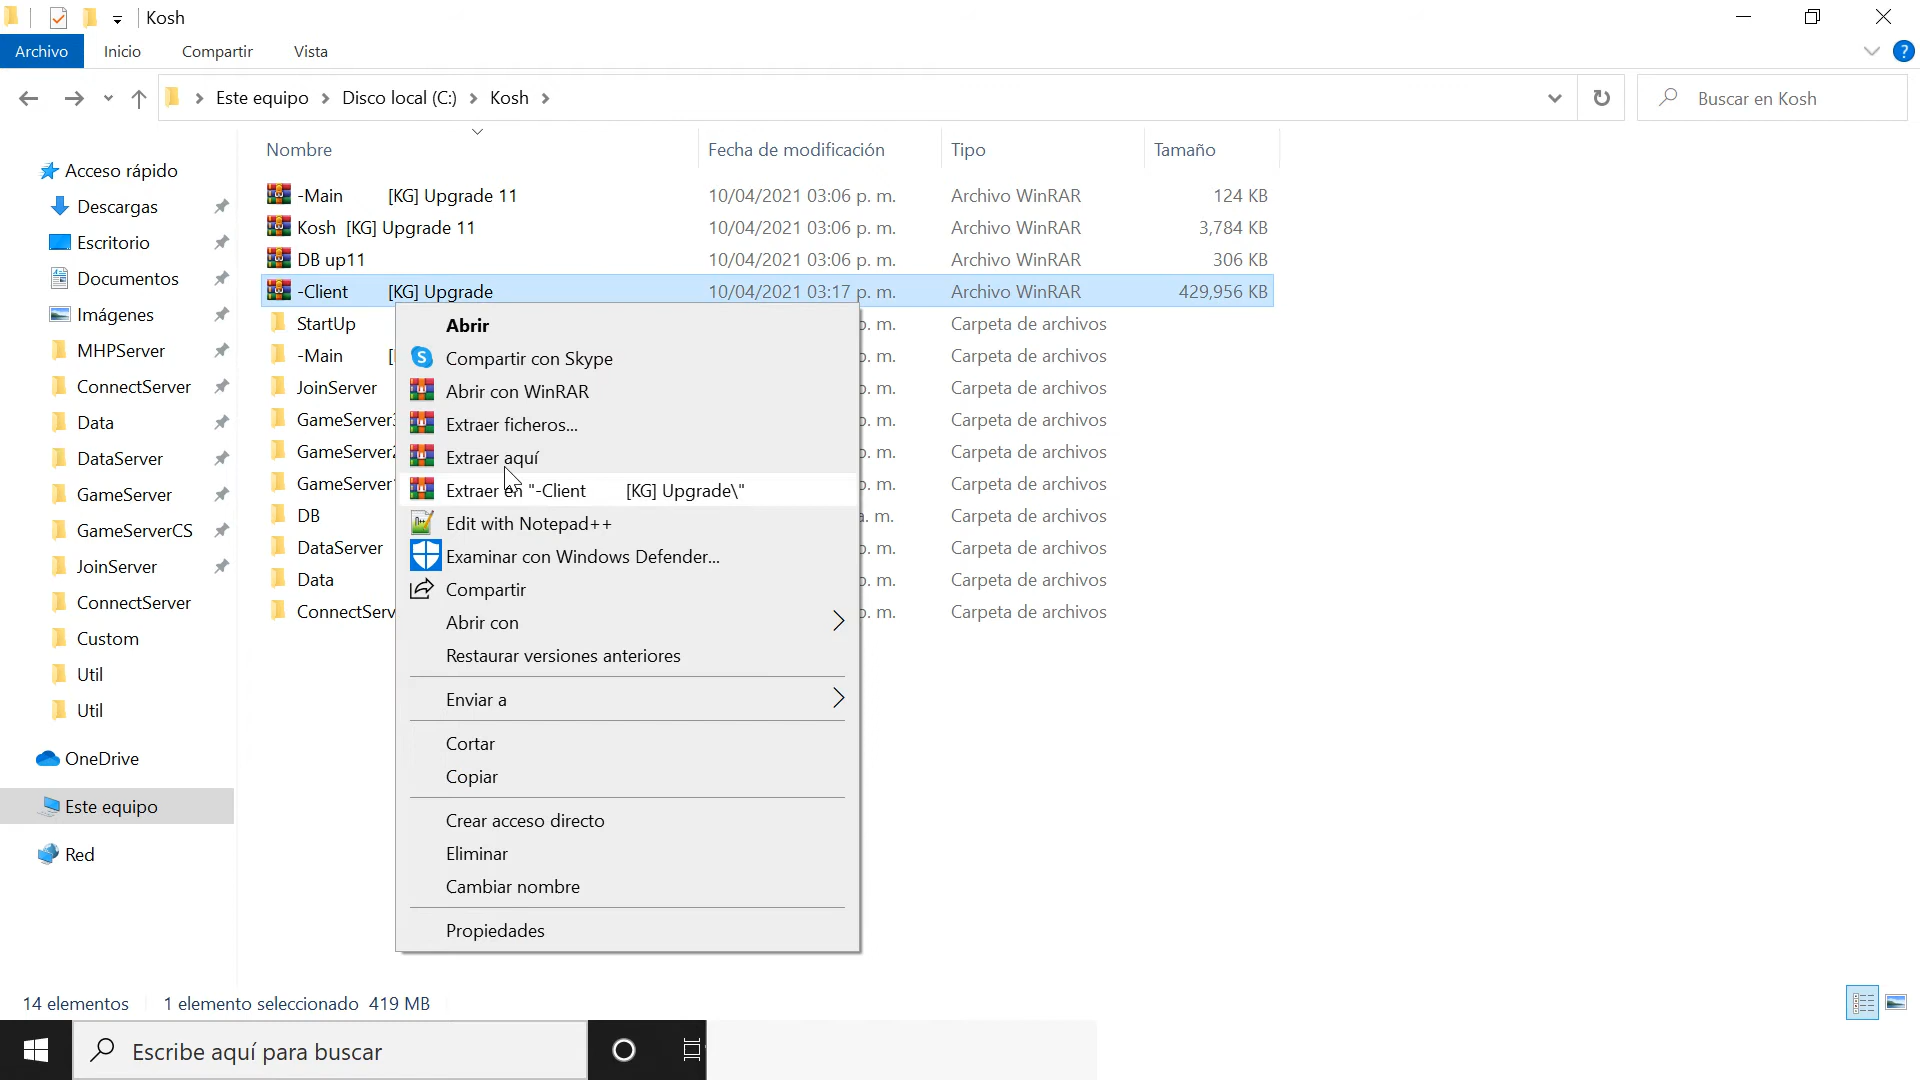 Kosh
Archivo Inicio Compartir Vista
Este equipo Disco local (C:) Kosh
Buscar en Kosh
Nombre Fecha de modificación Tipo Tamaño
Acceso rápido
Descargas
Escritorio
Documentos
Imágenes
MHPServer
ConnectServer
Data
DataServer
GameServer
GameServerCS
JoinServer
ConnectServer
Custom
Util
Util
OneDrive
Este equipo
Red
-Main [KG] Upgrade 11 10/04/2021 03:06 p. m. Archivo WinRAR 124 KB
Kosh [KG] Upgrade 11 10/04/2021 03:06 p. m. Archivo WinRAR 3,784 KB
DB up11 10/04/2021 03:06 p. m. Archivo WinRAR 306 KB
-Client [KG] Upgrade 10/04/2021 03:17 p. m. Archivo WinRAR 429,956 KB
StartUp p. m. Carpeta de archivos
-Main [ p. m. Carpeta de archivos
JoinServer p. m. Carpeta de archivos
GameServer3 p. m. Carpeta de archivos
GameServer2 p. m. Carpeta de archivos
GameServer p. m. Carpeta de archivos
DB a. m. Carpeta de archivos
DataServer p. m. Carpeta de archivos
Data p. m. Carpeta de archivos
ConnectServ p. m. Carpeta de archivos
Abrir
Compartir con Skype
Abrir con WinRAR
Extraer ficheros...
Extraer aquí
Extraer en "-Client [KG] Upgrade\"
Edit with Notepad++
Examinar con Windows Defender...
Compartir
Abrir con
Restaurar versiones anteriores
Enviar a
Cortar
Copiar
Crear acceso directo
Eliminar
Cambiar nombre
Propiedades
14 elementos 1 elemento seleccionado 419 MB
Escribe aquí para buscar